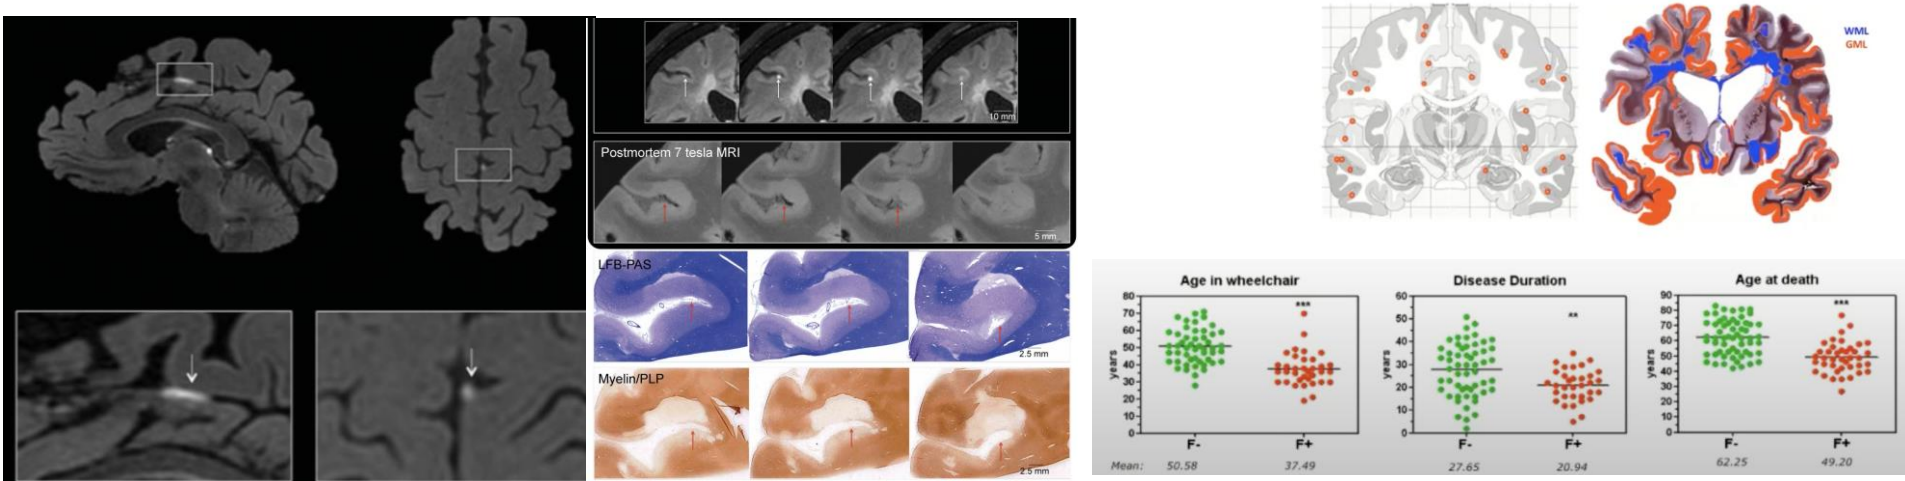 10 mm
Postmortem 7 tesla MRI
5 mm
LFB-PAS
2.5 mm
Myelin/PLP
2.5 mm
WML
GML
Age in wheelchair
***
80
70
60
50
40
30
20
10
0
years
F-
F+
Mean: 50.58 37.49
Disease Duration
**
60
50
40
30
20
10
0
years
F-
F+
27.65 20.94
Age at death
***
90
80
70
60
50
40
30
20
10
0
years
F-
F+
62.25 49.20